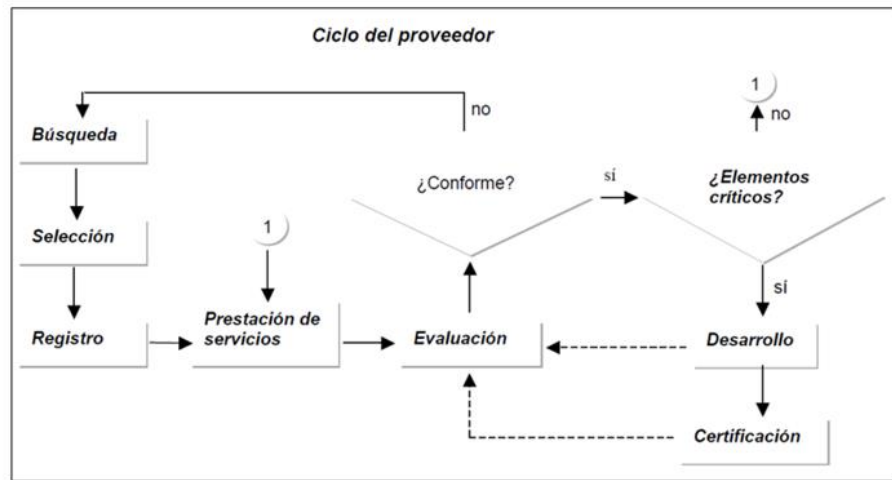 Ciclo del proveedor
no
1
no
Búsqueda
¿Conforme?
sí
¿Elementos
críticos?
Selección
1
sí
Registro
Prestación de
servicios
Evaluación
Desarrollo
Certificación